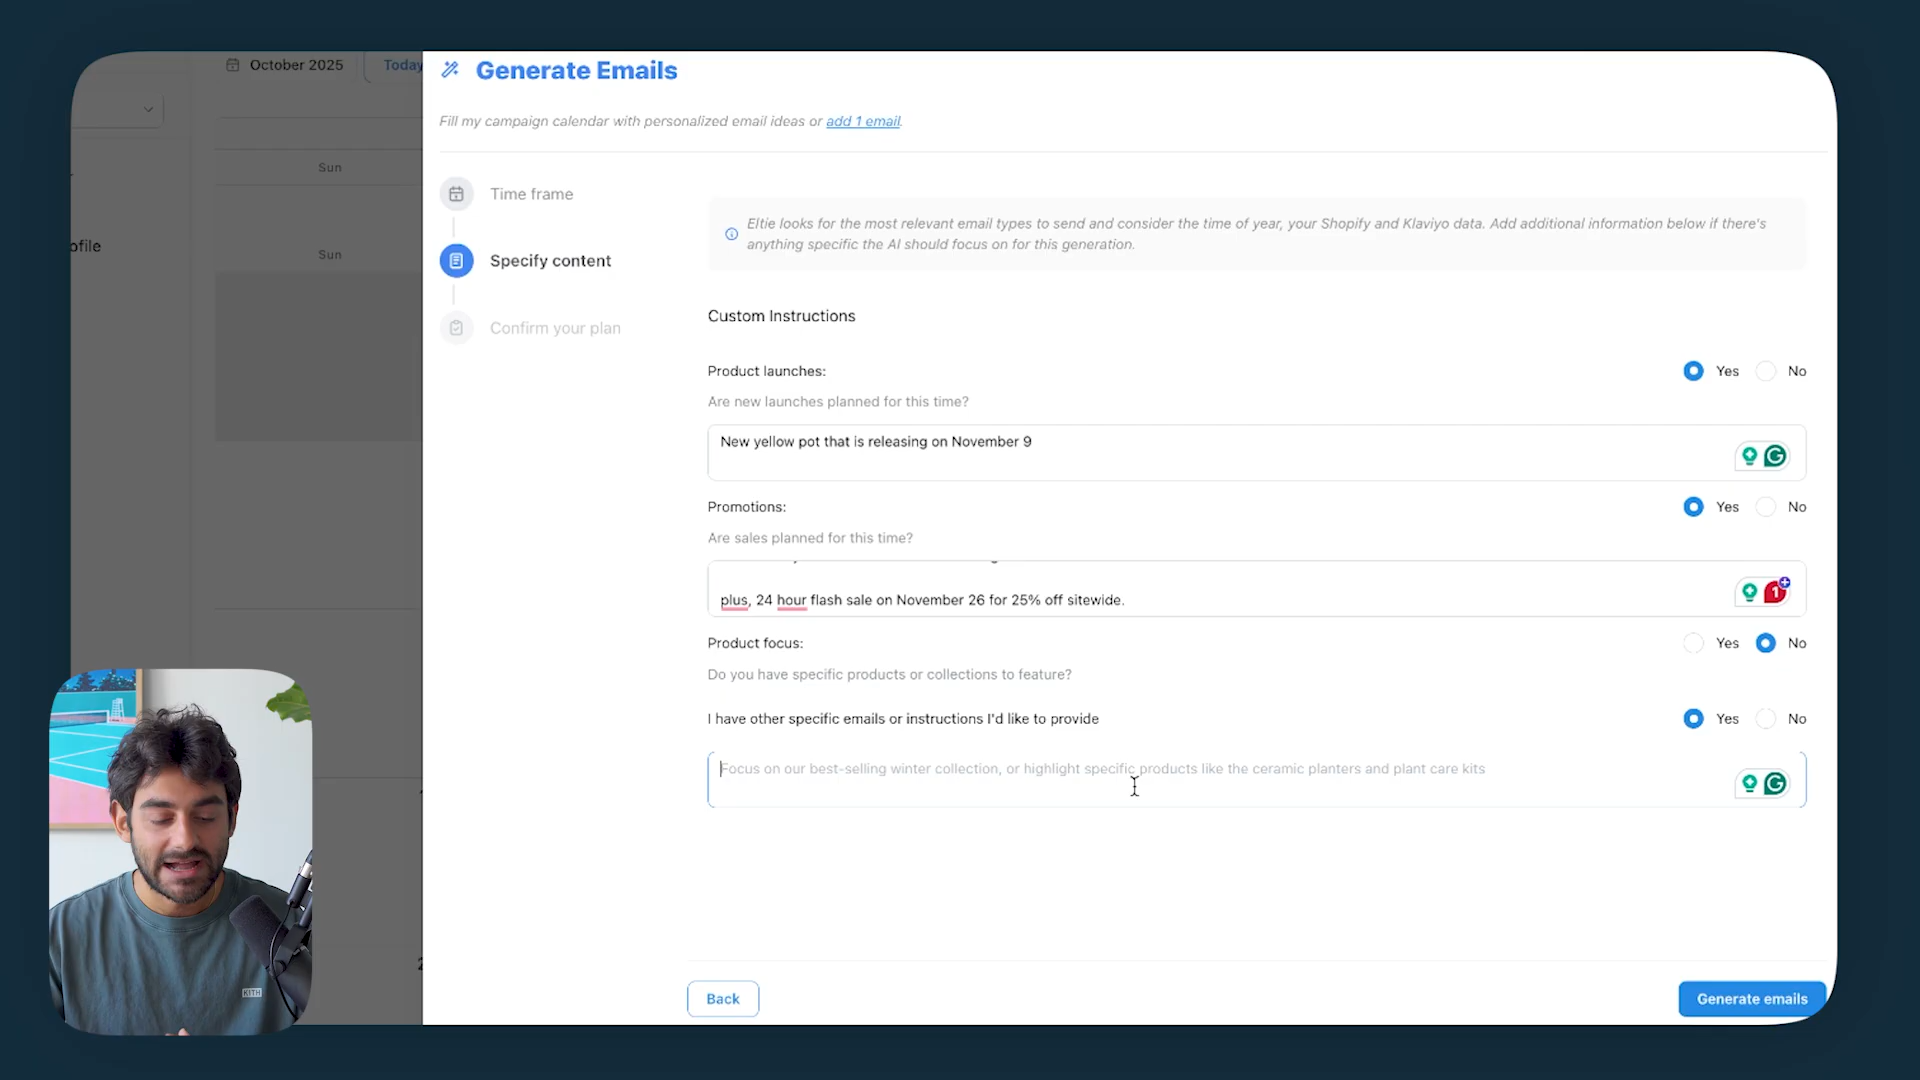 October 2025
Today
Generate Emails
Fill my campaign calendar with personalized email ideas or add 1 email.
Sun
Time frame
Eltie looks for the most relevant email types to send and consider the time of year, your Shopify and Klaviyo data. Add additional information below if there's
anything specific the AI should focus on for this generation.
ofile
Sun
Specify content
Custom Instructions
Confirm your plan
Product launches:
Yes
No
Are new launches planned for this time?
New yellow pot that is releasing on November 9
Promotions:
Yes
No
Are sales planned for this time?
plus, 24 hour flash sale on November 26 for 25% off sitewide.
1
Product focus:
Yes
No
Do you have specific products or collections to feature?
I have other specific emails or instructions I'd like to provide
Yes
No
Focus on our best-selling winter collection, or highlight specific products like the ceramic planters and plant care kits
KITH
Back
Generate emails